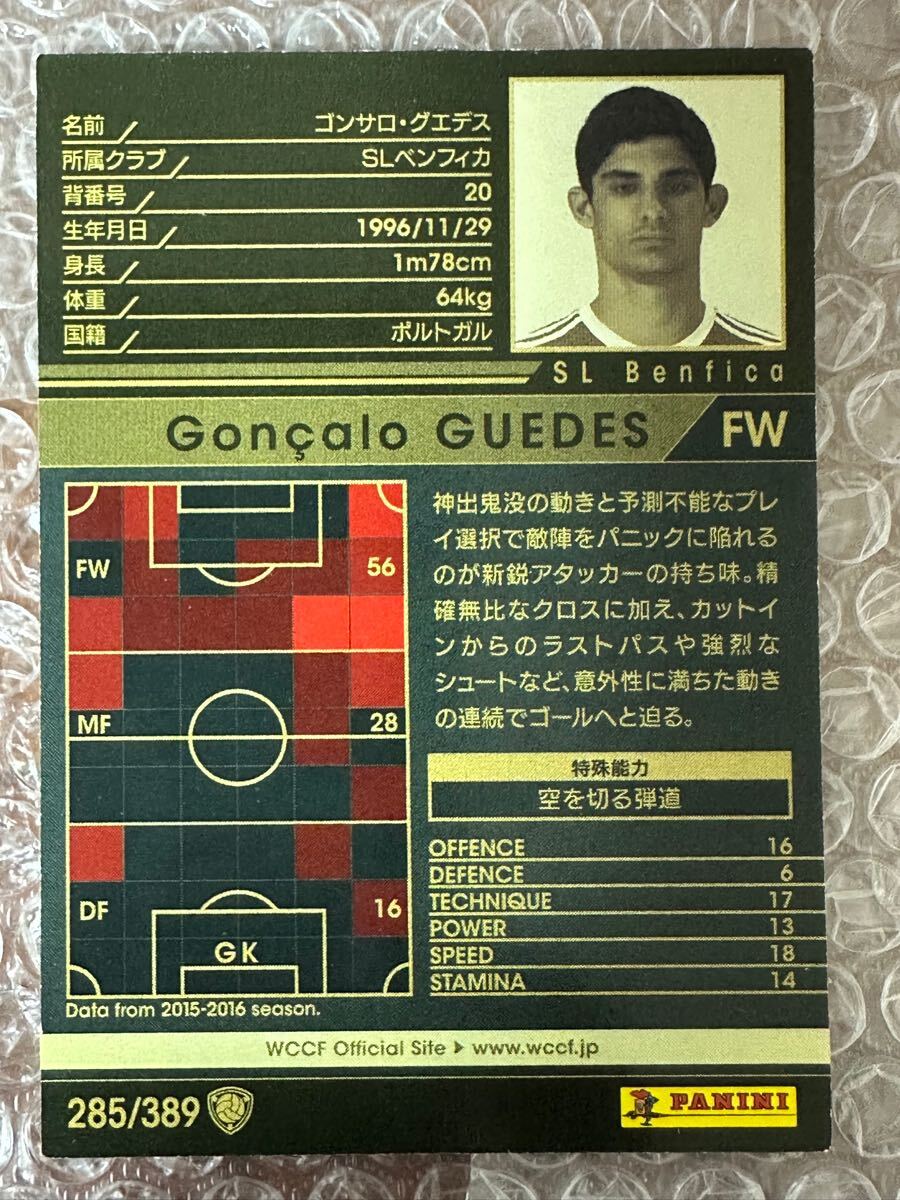 名前 ゴンサロ・グエデス
所属クラブ SLベンフィカ
背番号 20
生年月日 1996/11/29
身長 1m78cm
体重 64kg
国籍 ポルトガル
SL Benfica
Gonçalo GUEDES FW
FW 56
MF 28
DF 16
GK
Data from 2015-2016 season.
神出鬼没の動きと予測不能なプレ
イ選択で敵陣をパニックに陥れる
のが新鋭アタッカーの持ち味。精
確無比なクロスに加え、カットイ
ンからのラストパスや強烈な
シュートなど、意外性に満ちた動き
の連続でゴールへと迫る。
特殊能力
空を切る弾道
OFFENCE 16
DEFENCE 6
TECHNIQUE 17
POWER 13
SPEED 18
STAMINA 14
WCCF Official Site ▶ www.wccf.jp
285/389
PANINI